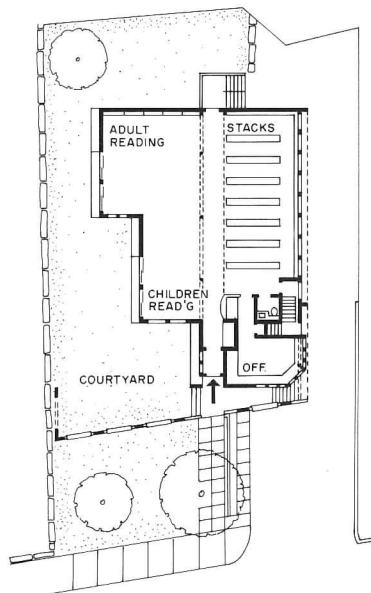 ADULT
READING
STACKS
CHILDREN
READ'G
OFF.
COURTYARD